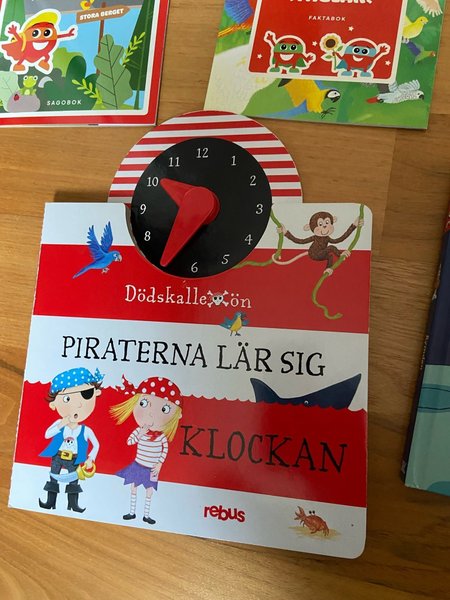 STORA BERGET
SAGOBOK
FAKTABOK
12
1
2
3
4
5
6
8
9
10
11
Dödskalleön
PIRATERNA LÄR SIG
KLOCKAN
rebus